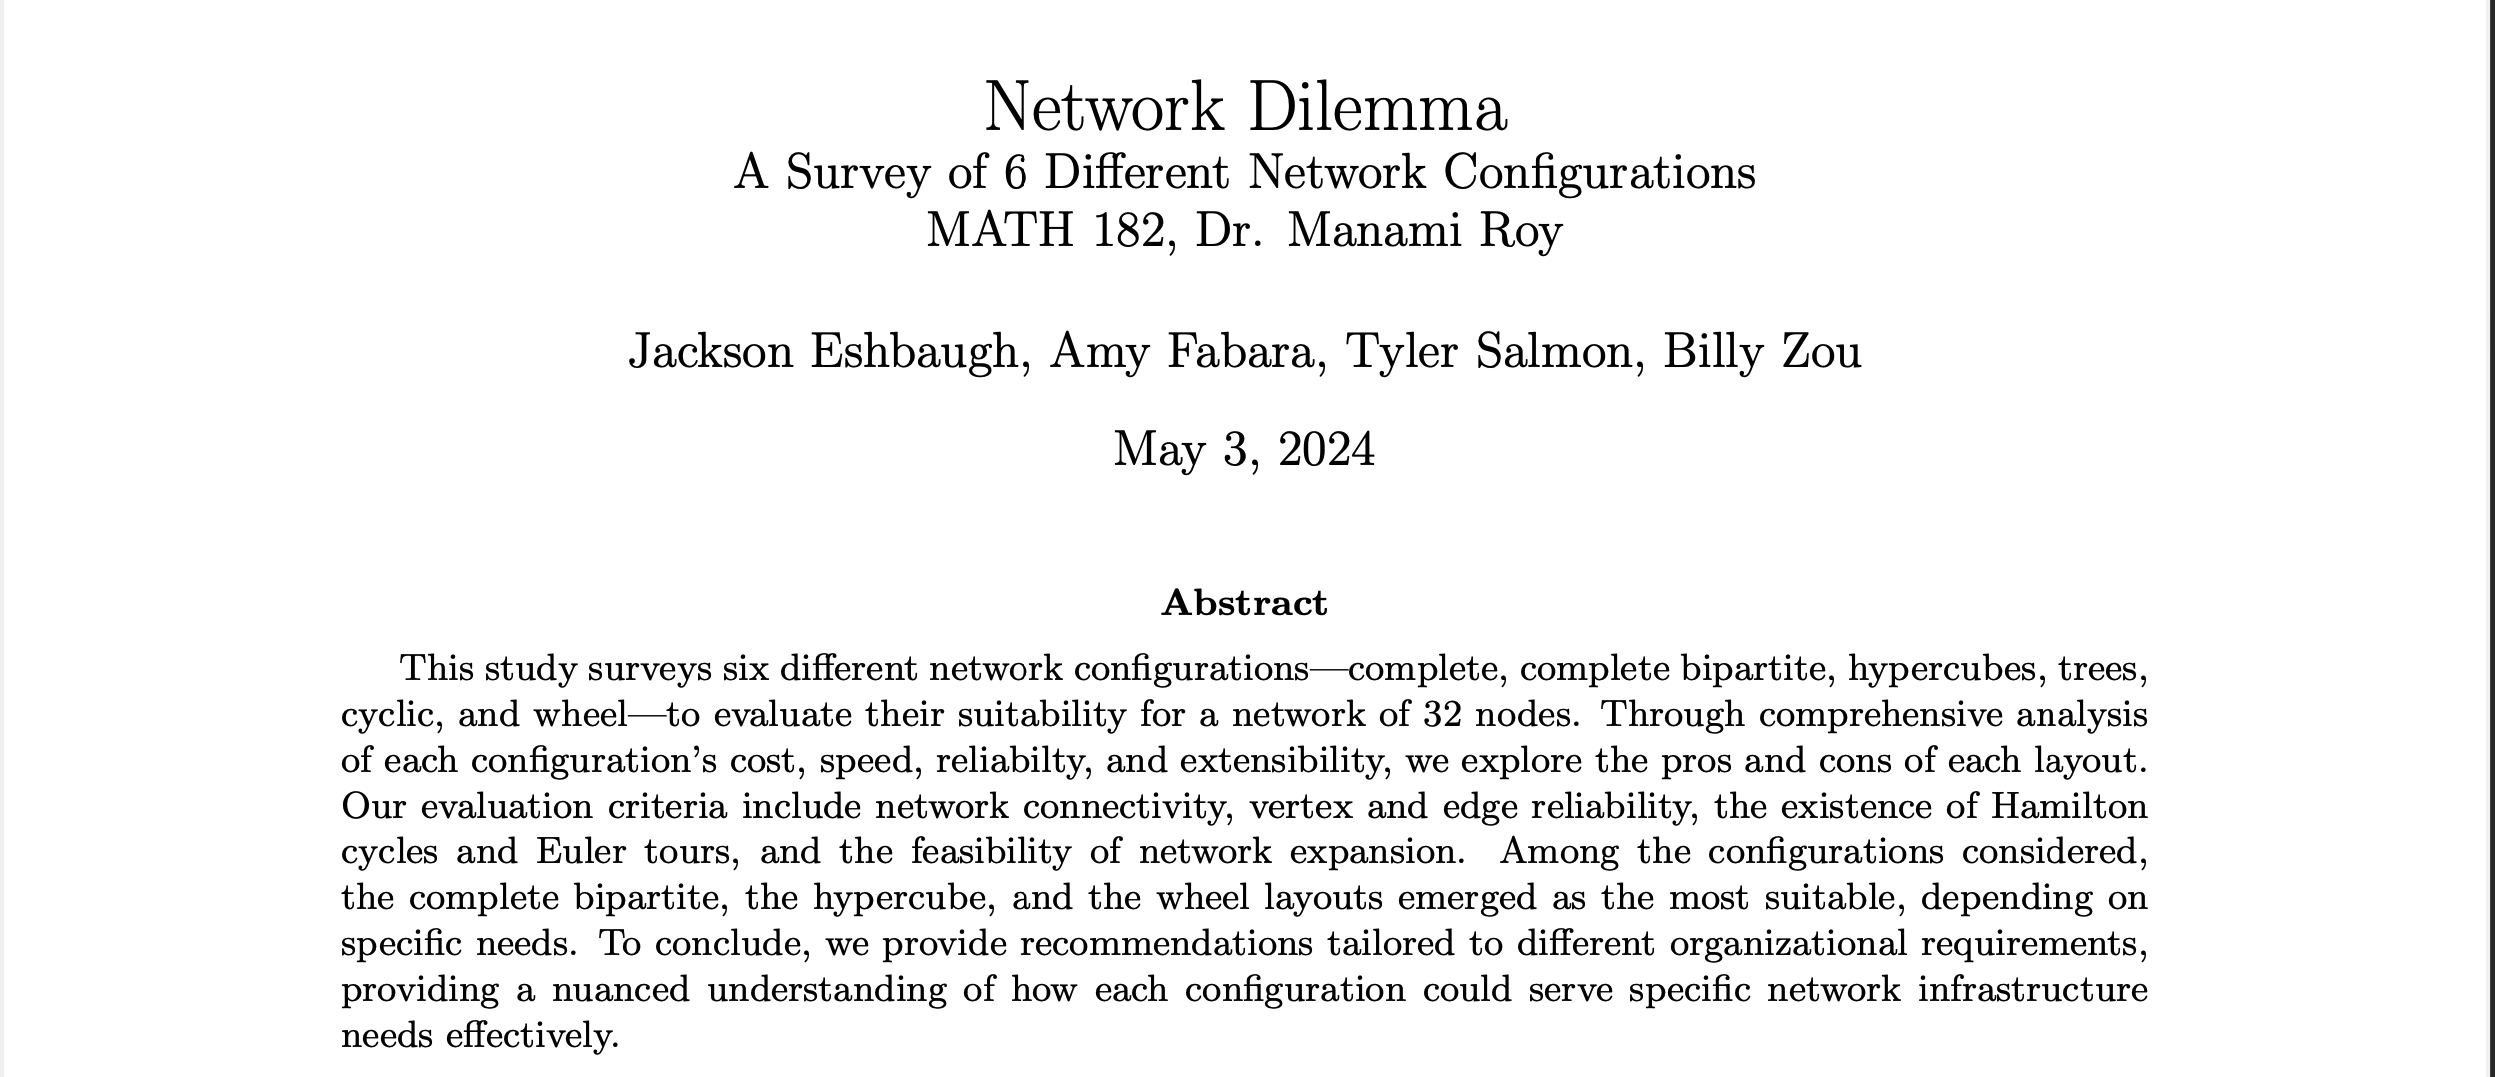 Network Dilemma
A Survey of 6 Different Network Configurations
MATH 182, Dr. Manami Roy
Jackson Eshbaugh, Amy Fabara, Tyler Salmon, Billy Zou
May 3, 2024
Abstract
This study surveys six different network configurations—complete, complete bipartite, hypercubes, trees,
cyclic, and wheel—to evaluate their suitability for a network of 32 nodes. Through comprehensive analysis
of each configuration's cost, speed, reliabilty, and extensibility, we explore the pros and cons of each layout.
Our evaluation criteria include network connectivity, vertex and edge reliability, the existence of Hamilton
cycles and Euler tours, and the feasibility of network expansion. Among the configurations considered,
the complete bipartite, the hypercube, and the wheel layouts emerged as the most suitable, depending on
specific needs. To conclude, we provide recommendations tailored to different organizational requirements,
providing a nuanced understanding of how each configuration could serve specific network infrastructure
needs effectively.